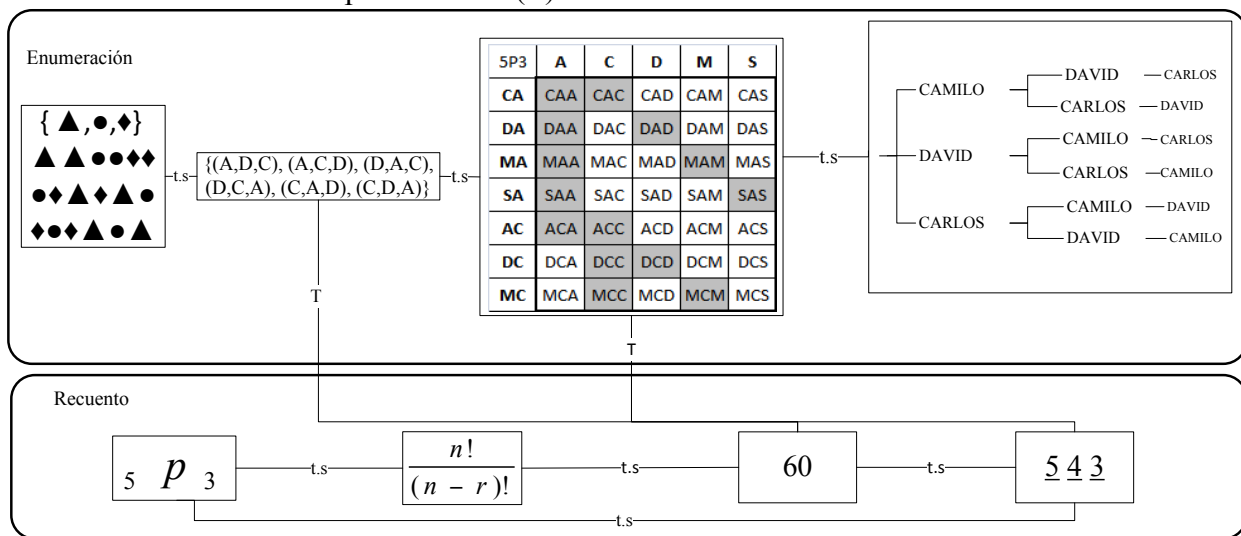 Enumeración
{ ▲,●,♦}
▲ ▲ ●●♦♦
●♦▲♦▲●
♦●♦▲●▲
t.s
{(A,D,C), (A,C,D), (D,A,C),
(D,C,A), (C,A,D), (C,D,A)}
t.s
5P3 A C D M S
CA CAA CAC CAD CAM CAS
DA DAA DAC DAD DAM DAS
MA MAA MAC MAD MAM MAS
SA SAA SAC SAD SAM SAS
AC ACA ACC ACD ACM ACS
DC DCA DCC DCD DCM DCS
MC MCA MCC MCD MCM MCS
t.s
CAMILO DAVID CARLOS
CARLOS DAVID
DAVID CAMILO CARLOS
CARLOS CAMILO
CARLOS CAMILO DAVID
DAVID CAMILO
T
T
Recuento
5 p 3
t.s
n!
(n − r)!
t.s
60
t.s
5 4 3
t.s